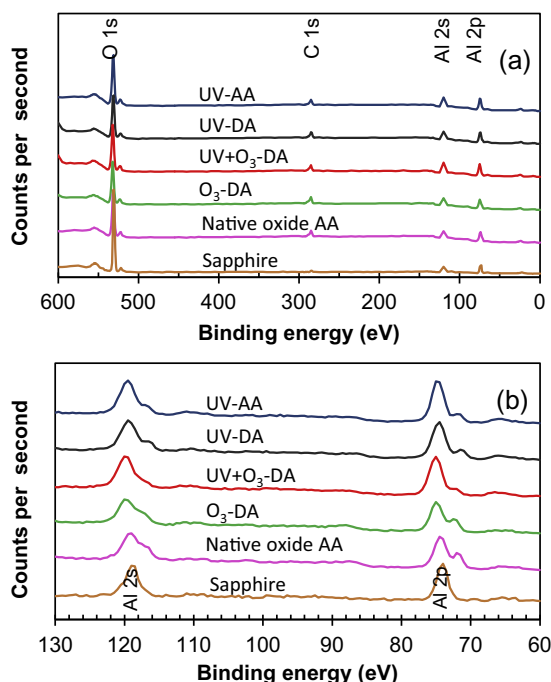 O 1s
C 1s
Al 2s
Al 2p
(a)
UV-AA
UV-DA
UV+O₃-DA
O₃-DA
Native oxide AA
Sapphire
Counts per second
600 500 400 300 200 100 0
Binding energy (eV)
(b)
UV-AA
UV-DA
UV+O₃-DA
O₃-DA
Native oxide AA
Sapphire
Al 2s
Al 2p
Counts per second
130 120 110 100 90 80 70 60
Binding energy (eV)